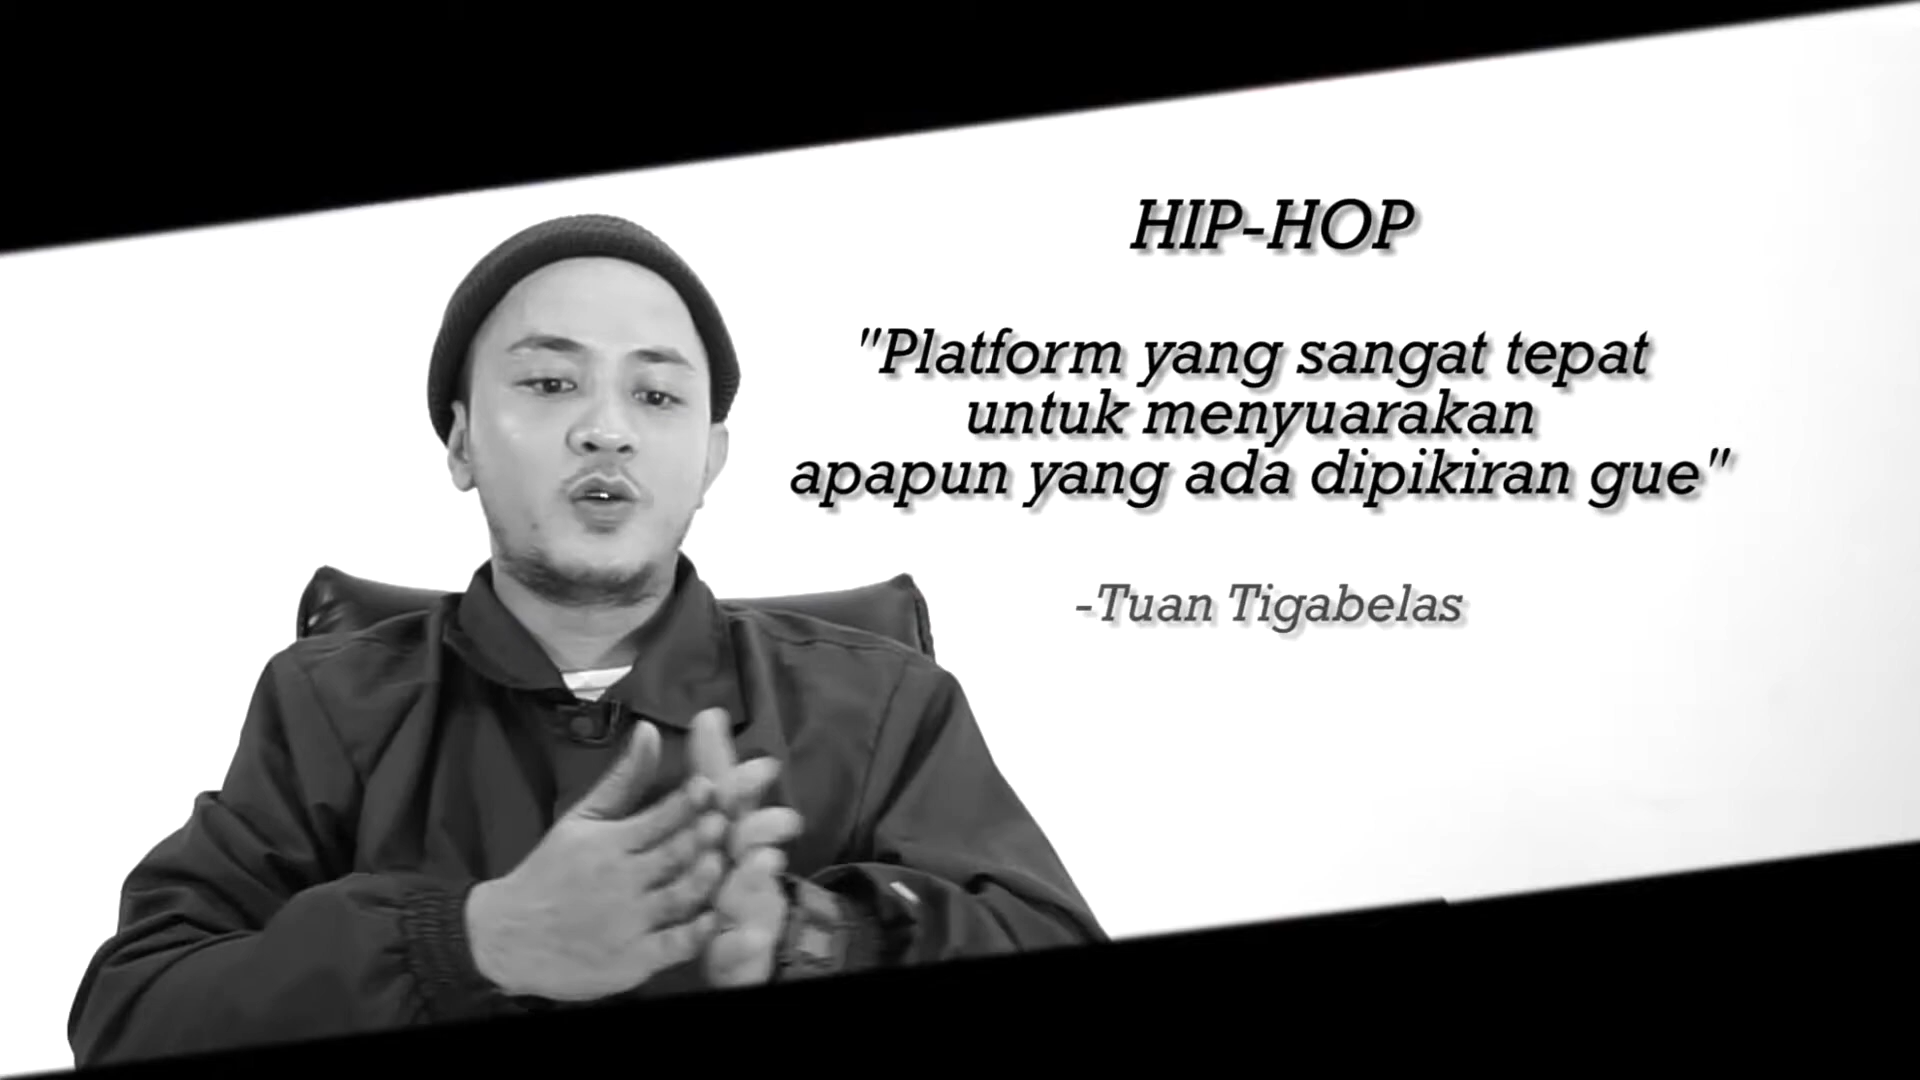 HIP-HOP
"Platform yang sangat tepat
untuk menyuarakan
apapun yang ada dipikiran gue"
-Tuan Tigabelas